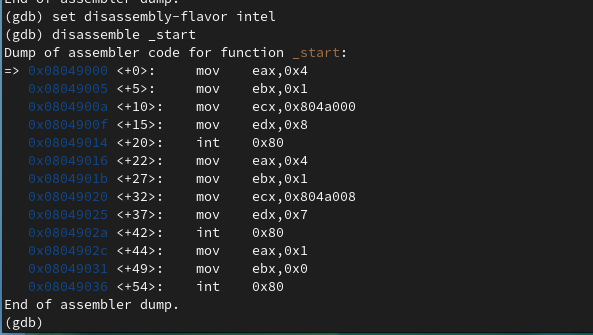 End of assembler dump.
(gdb) set disassembly-flavor intel
(gdb) disassemble _start
Dump of assembler code for function _start:
=> 0x08049000 <+0>:     mov    eax,0x4
   0x08049005 <+5>:     mov    ebx,0x1
   0x0804900a <+10>:    mov    ecx,0x804a000
   0x0804900f <+15>:    mov    edx,0x8
   0x08049014 <+20>:    int    0x80
   0x08049016 <+22>:    mov    eax,0x4
   0x0804901b <+27>:    mov    ebx,0x1
   0x08049020 <+32>:    mov    ecx,0x804a008
   0x08049025 <+37>:    mov    edx,0x7
   0x0804902a <+42>:    int    0x80
   0x0804902c <+44>:    mov    eax,0x1
   0x08049031 <+49>:    mov    ebx,0x0
   0x08049036 <+54>:    int    0x80
End of assembler dump.
(gdb)